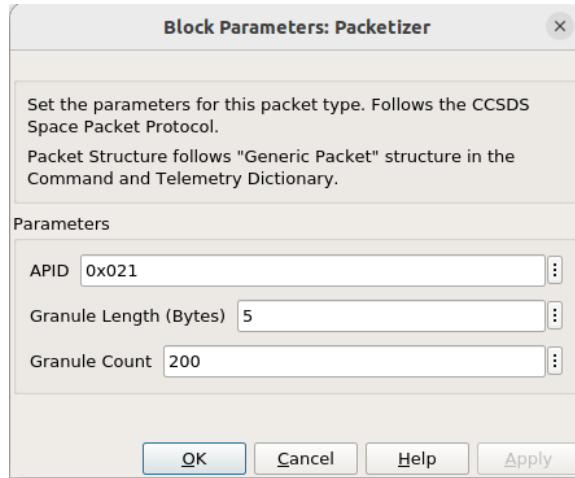 Block Parameters: Packetizer
Set the parameters for this packet type. Follows the CCSDS
Space Packet Protocol.
Packet Structure follows "Generic Packet" structure in the
Command and Telemetry Dictionary.
Parameters
APID 0x021
Granule Length (Bytes) 5
Granule Count 200
OK Cancel Help Apply